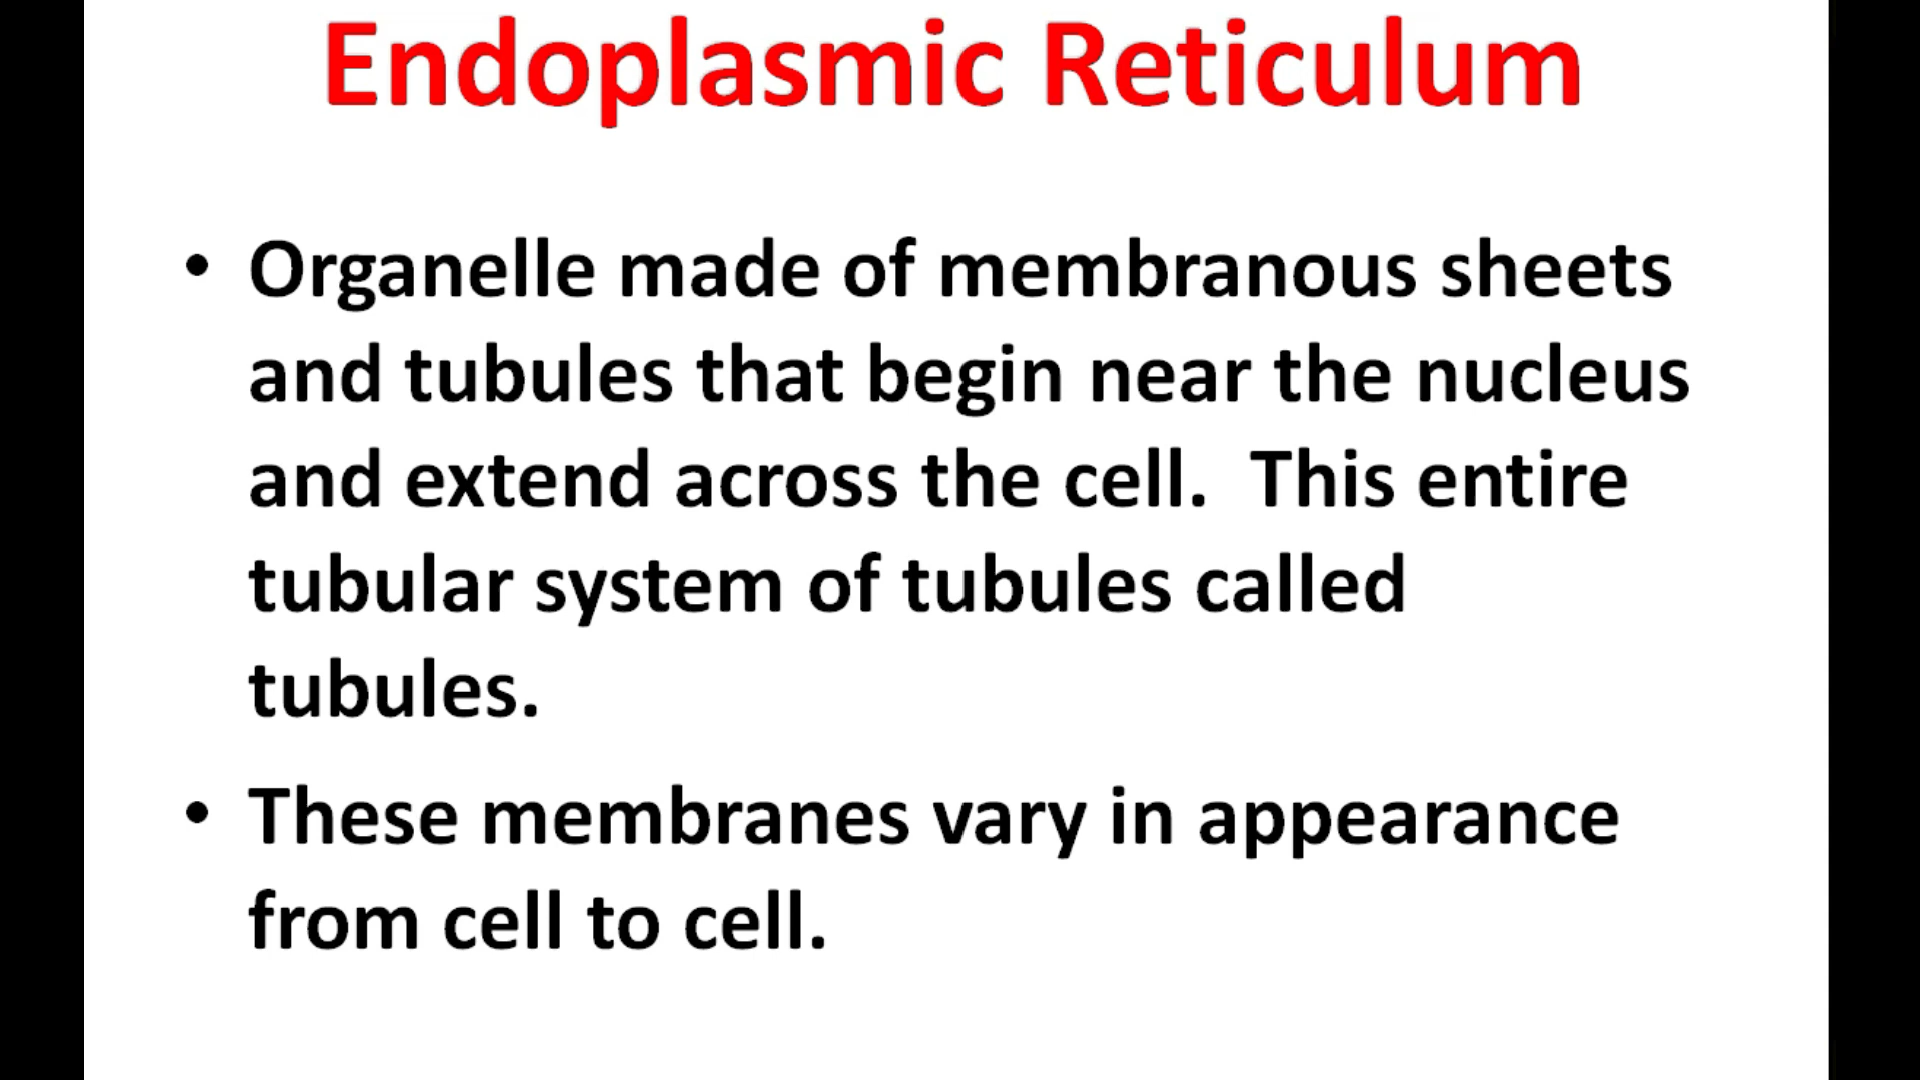 Endoplasmic Reticulum
• Organelle made of membranous sheets
and tubules that begin near the nucleus
and extend across the cell.  This entire
tubular system of tubules called
tubules.
• These membranes vary in appearance
from cell to cell.